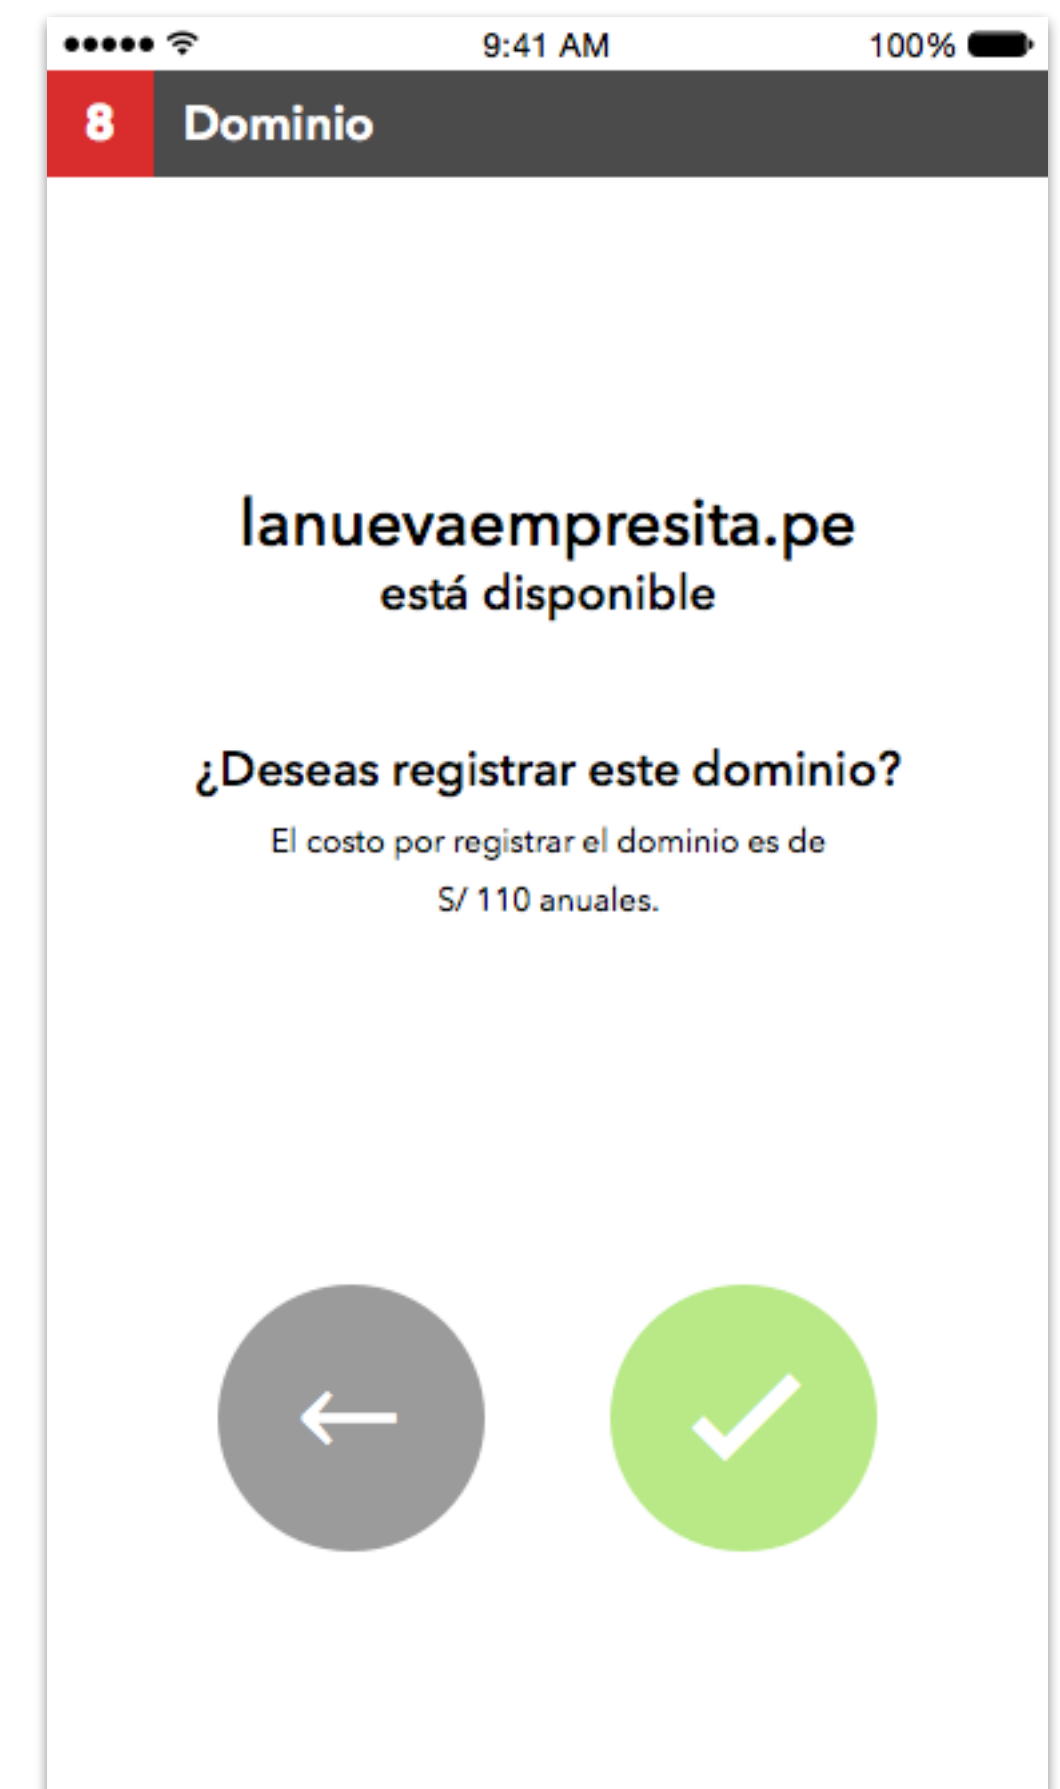 9:41 AM 100%
8 Dominio
lanuevaempresita.pe
está disponible
¿Deseas registrar este dominio?
El costo por registrar el dominio es de
S/ 110 anuales.